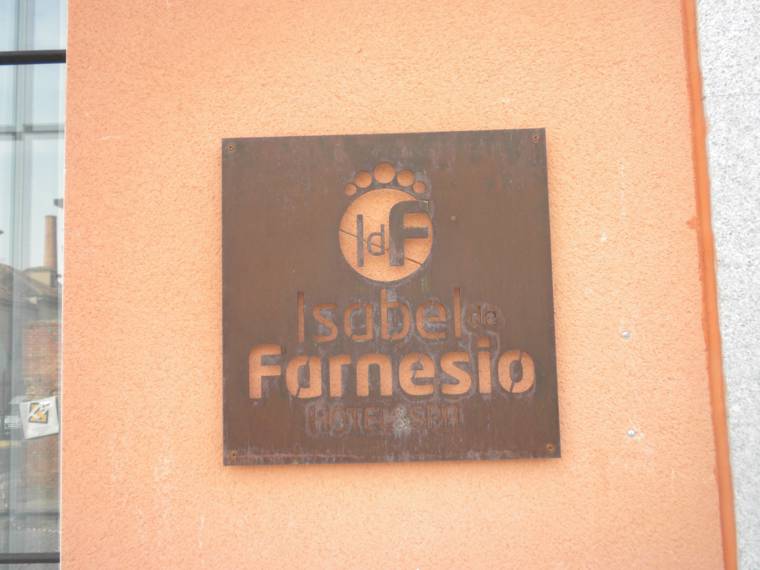 IdF
Isabel de
Farnesio
HOTEL SPA